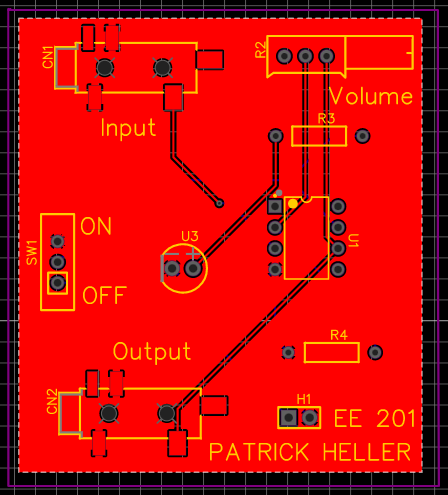 CN1
R2
Volume
Input
R3
ON
SW1
OFF
U3
U1
Output
R4
CN2
H1
EE 201
PATRICK HELLER